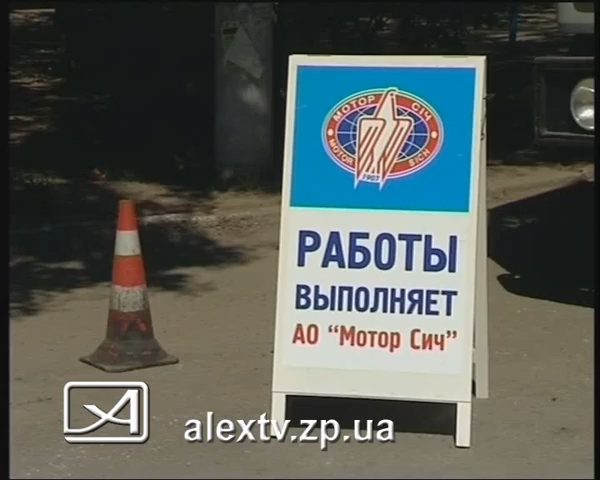 МОТОР СІЧ
MOTOR SICH
1907
РАБОТЫ
ВЫПОЛНЯЕТ
АО “Мотор Сич”
alextv.zp.ua